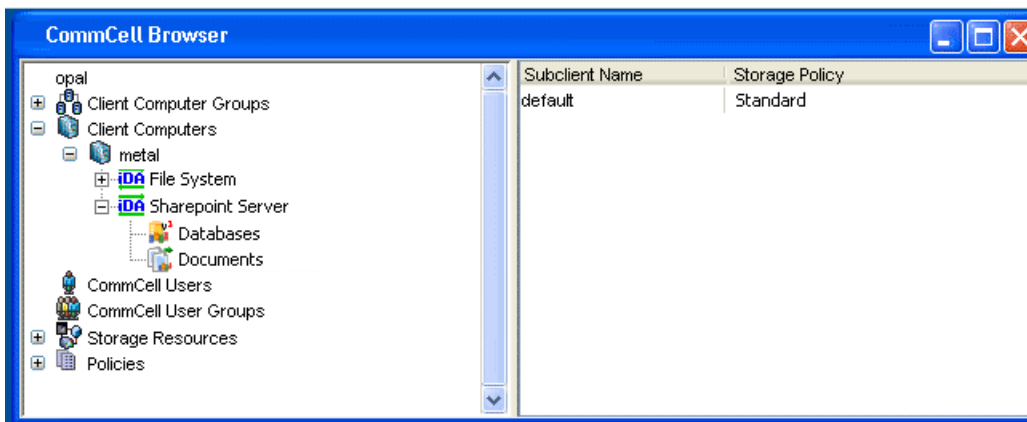 CommCell Browser
opal
Client Computer Groups
Client Computers
metal
iDA File System
iDA Sharepoint Server
Databases
Documents
CommCell Users
CommCell User Groups
Storage Resources
Policies
Subclient Name Storage Policy
default Standard